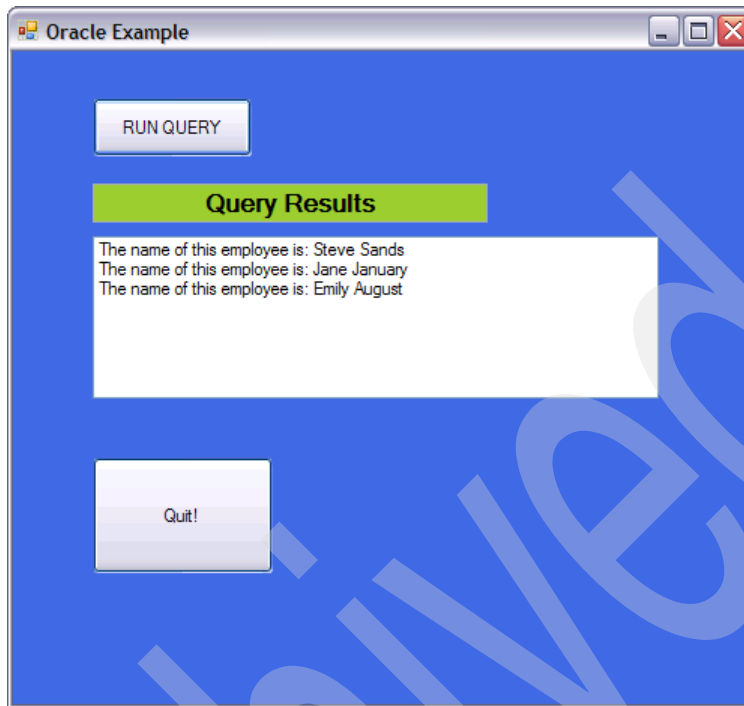 Oracle Example
RUN QUERY
Query Results
The name of this employee is: Steve Sands
The name of this employee is: Jane January
The name of this employee is: Emily August
Quit!
hived